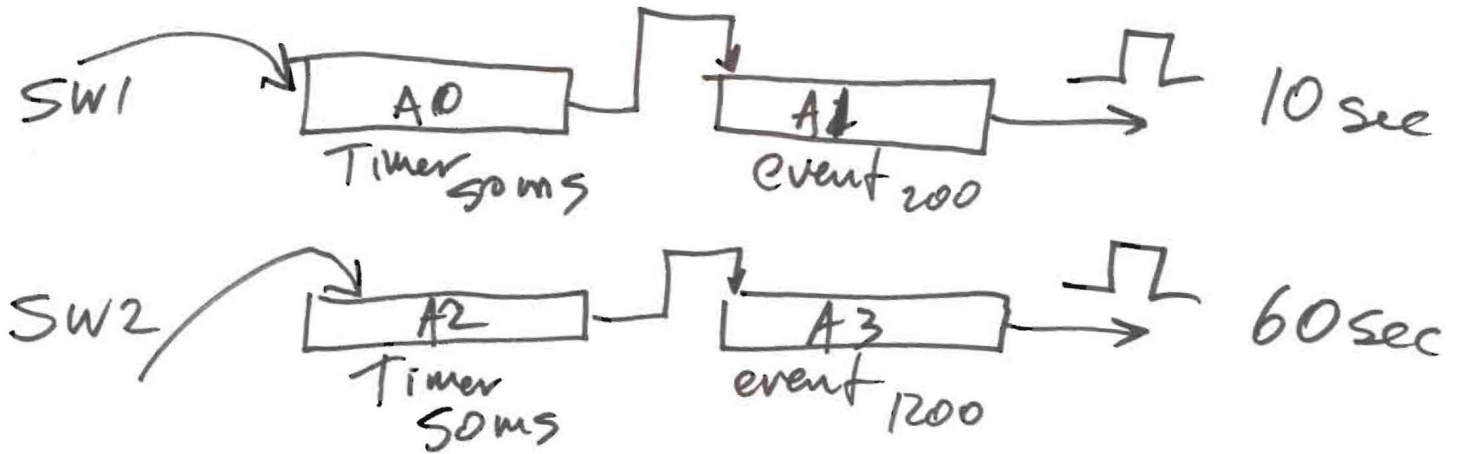 SW1
A0
Timer 50ms
A1
event 200
10 sec
SW2
A2
Timer
50ms
A3
event 1200
60 sec